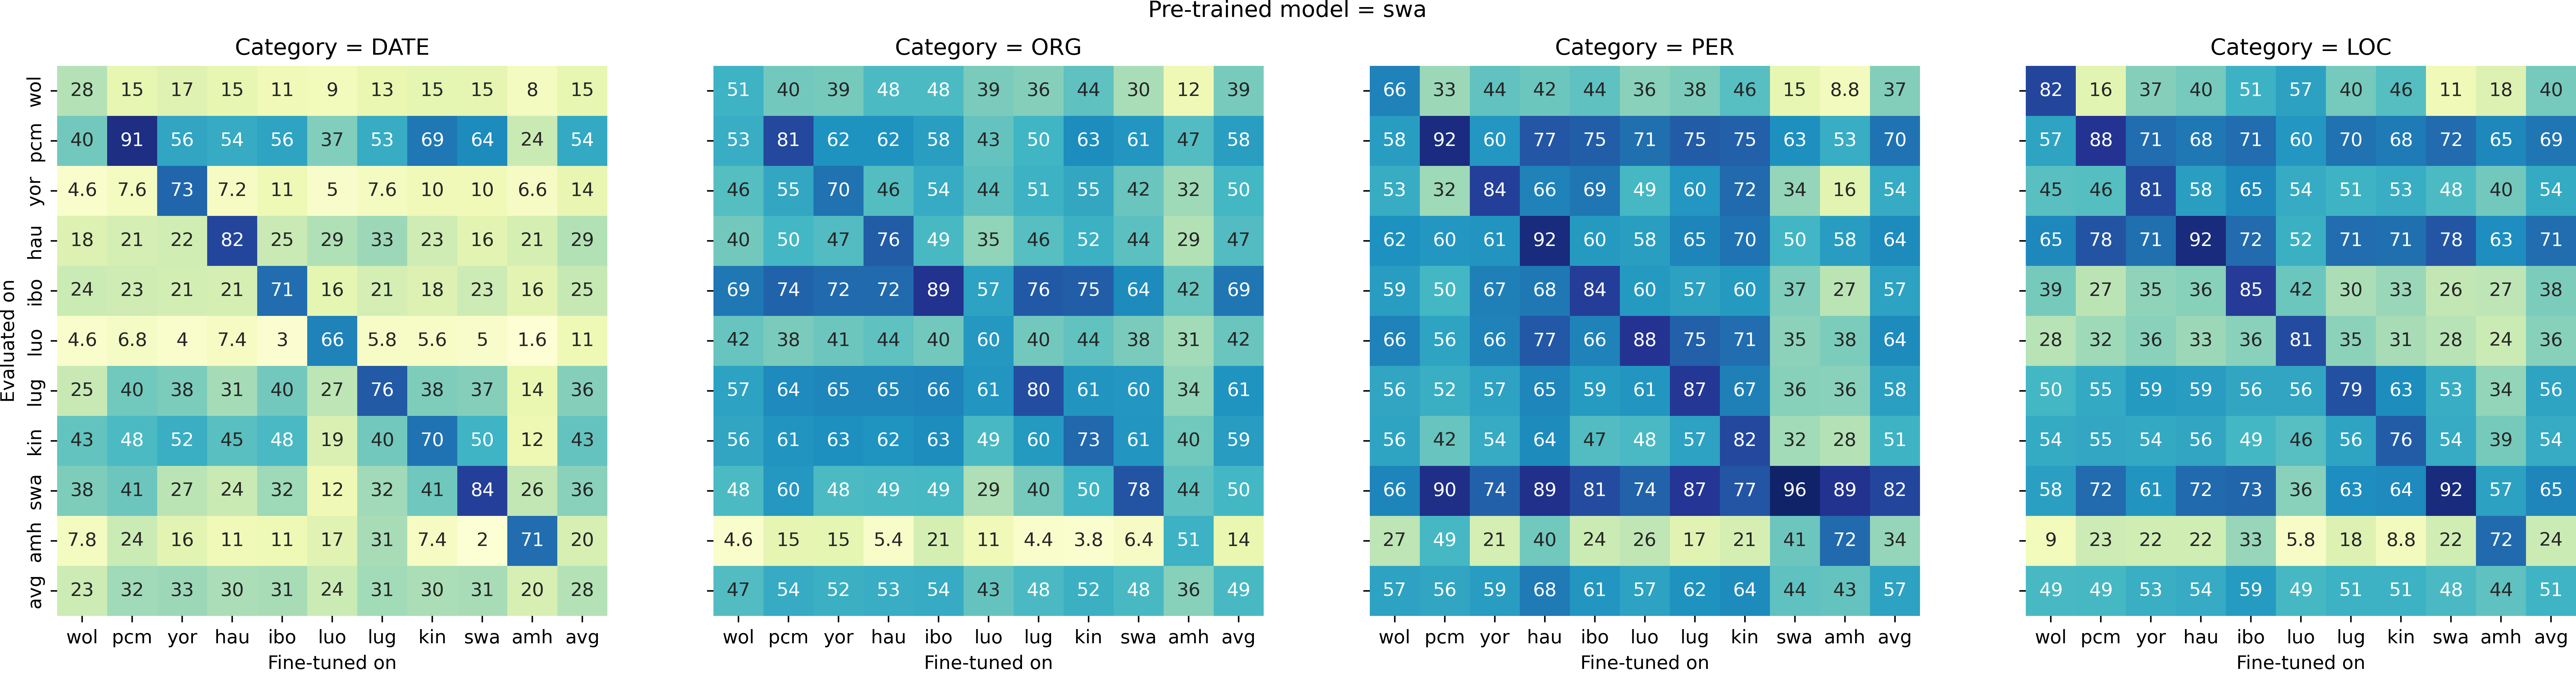 Pre-trained model = swa
Category = DATE
Category = ORG
Category = PER
Category = LOC
Evaluated on
wol 28 15 17 15 11 9 13 15 15 8 15
pcm 40 91 56 54 56 37 53 69 64 24 54
yor 4.6 7.6 73 7.2 11 5 7.6 10 10 6.6 14
hau 18 21 22 82 25 29 33 23 16 21 29
ibo 24 23 21 21 71 16 21 18 23 16 25
luo 4.6 6.8 4 7.4 3 66 5.8 5.6 5 1.6 11
lug 25 40 38 31 40 27 76 38 37 14 36
kin 43 48 52 45 48 19 40 70 50 12 43
swa 38 41 27 24 32 12 32 41 84 26 36
amh 7.8 24 16 11 11 17 31 7.4 2 71 20
avg 23 32 33 30 31 24 31 30 31 20 28
wol pcm yor hau ibo luo lug kin swa amh avg
Fine-tuned on
51 40 39 48 48 39 36 44 30 12 39
53 81 62 62 58 43 50 63 61 47 58
46 55 70 46 54 44 51 55 42 32 50
40 50 47 76 49 35 46 52 44 29 47
69 74 72 72 89 57 76 75 64 42 69
42 38 41 44 40 60 40 44 38 31 42
57 64 65 65 66 61 80 61 60 34 61
56 61 63 62 63 49 60 73 61 40 59
48 60 48 49 49 29 40 50 78 44 50
4.6 15 15 5.4 21 11 4.4 3.8 6.4 51 14
47 54 52 53 54 43 48 52 48 36 49
wol pcm yor hau ibo luo lug kin swa amh avg
Fine-tuned on
66 33 44 42 44 36 38 46 15 8.8 37
58 92 60 77 75 71 75 75 63 53 70
53 32 84 66 69 49 60 72 34 16 54
62 60 61 92 60 58 65 70 50 58 64
59 50 67 68 84 60 57 60 37 27 57
66 56 66 77 66 88 75 71 35 38 64
56 52 57 65 59 61 87 67 36 36 58
56 42 54 64 47 48 57 82 32 28 51
66 90 74 89 81 74 87 77 96 89 82
27 49 21 40 24 26 17 21 41 72 34
57 56 59 68 61 57 62 64 44 43 57
wol pcm yor hau ibo luo lug kin swa amh avg
Fine-tuned on
82 16 37 40 51 57 40 46 11 18 40
57 88 71 68 71 60 70 68 72 65 69
45 46 81 58 65 54 51 53 48 40 54
65 78 71 92 72 52 71 71 78 63 71
39 27 35 36 85 42 30 33 26 27 38
28 32 36 33 36 81 35 31 28 24 36
50 55 59 59 56 56 79 63 53 34 56
54 55 54 56 49 46 56 76 54 39 54
58 72 61 72 73 36 63 64 92 57 65
9 23 22 22 33 5.8 18 8.8 22 72 24
49 49 53 54 59 49 51 51 48 44 51
wol pcm yor hau ibo luo lug kin swa amh avg
Fine-tuned on